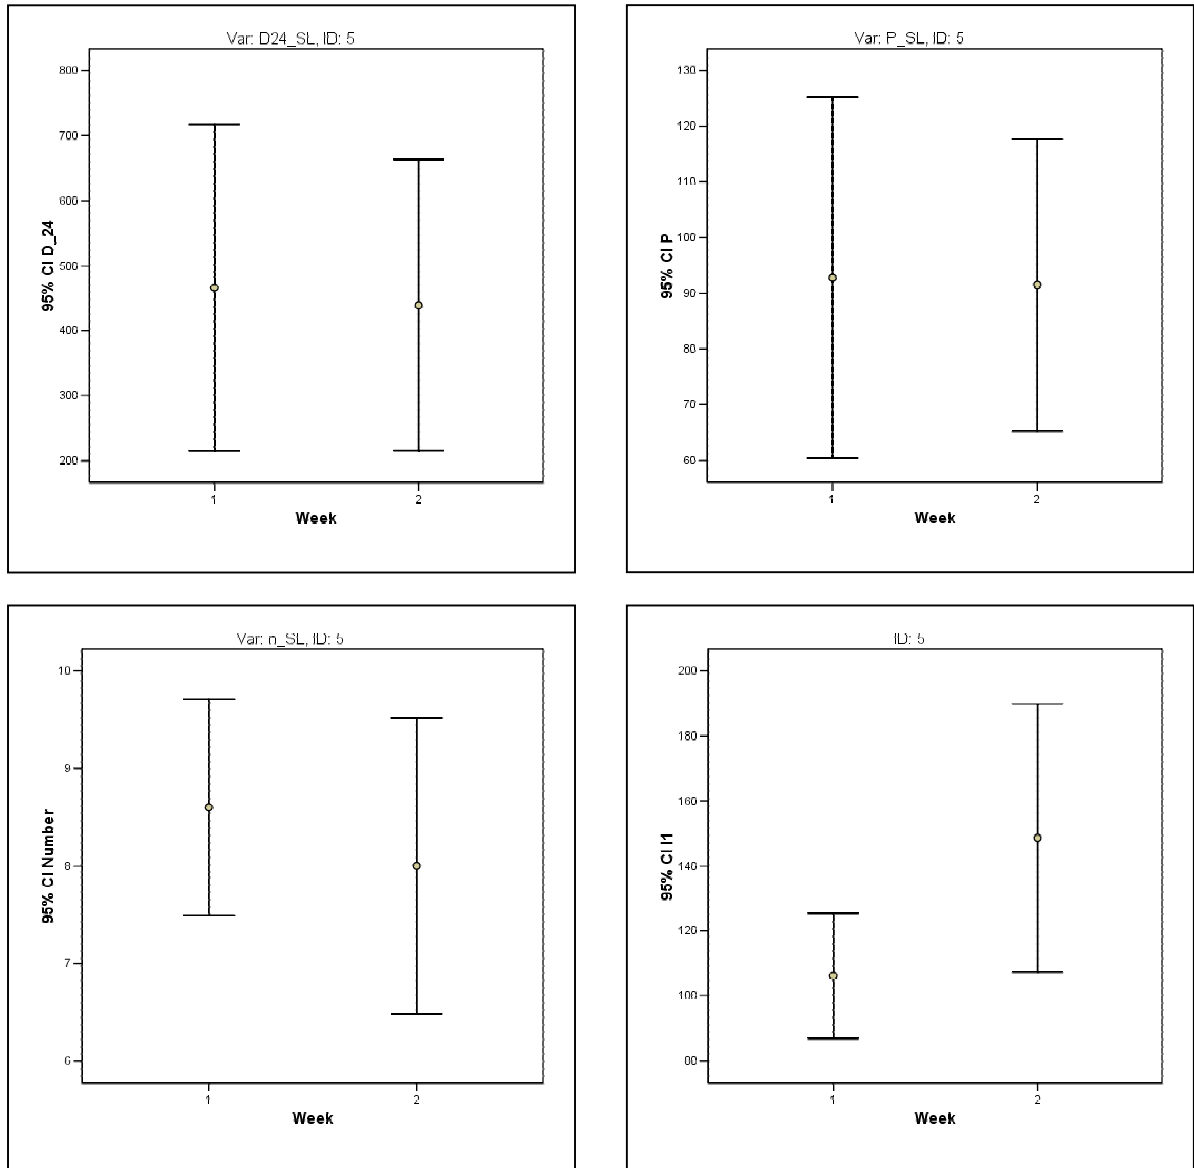 Var: D24_SL, ID: 5
800
700
600
500
400
300
200
95% CI D_24
1
2
Week
Var: P_SL, ID: 5
130
120
110
100
90
80
70
60
95% CI P
1
2
Week
Var: n_SL, ID: 5
10
9
8
7
6
95% CI Number
1
2
Week
ID: 5
200
180
160
140
120
100
80
95% CI I1
1
2
Week